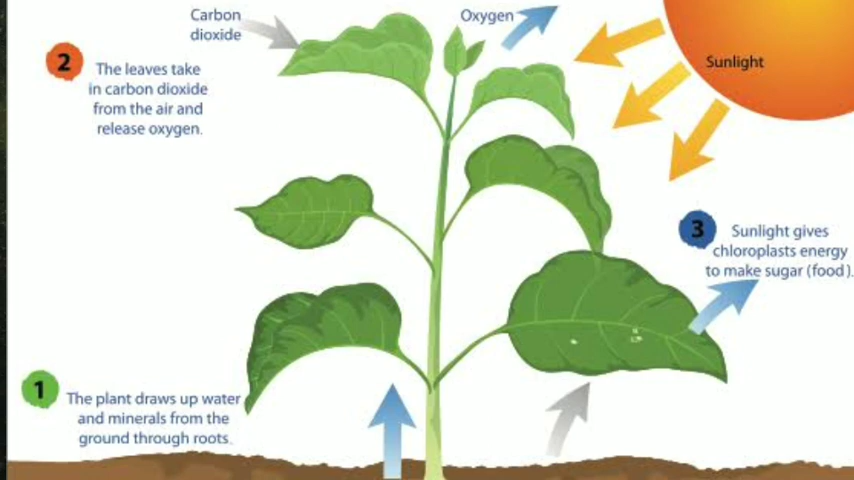 Carbon
dioxide
Oxygen
Sunlight
2
The leaves take
in carbon dioxide
from the air and
release oxygen.
3
Sunlight gives
chloroplasts energy
to make sugar (food).
1
The plant draws up water
and minerals from the
ground through roots.